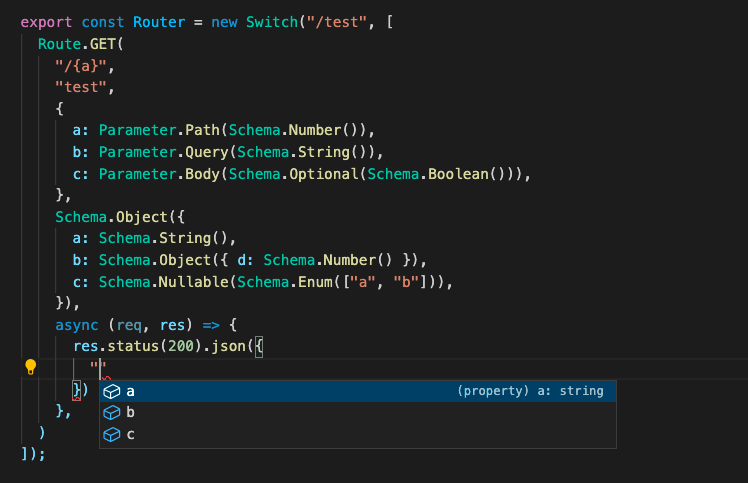 export const Router = new Switch("/test", [
Route.GET(
"/{a}",
"test",
{
a: Parameter.Path(Schema.Number()),
b: Parameter.Query(Schema.String()),
c: Parameter.Body(Schema.Optional(Schema.Boolean())),
},
Schema.Object({
a: Schema.String(),
b: Schema.Object({ d: Schema.Number() }),
c: Schema.Nullable(Schema.Enum(["a", "b"])),
}),
async (req, res) => {
res.status(200).json({
""
})
a (property) a: string
},
b
c
)
]);